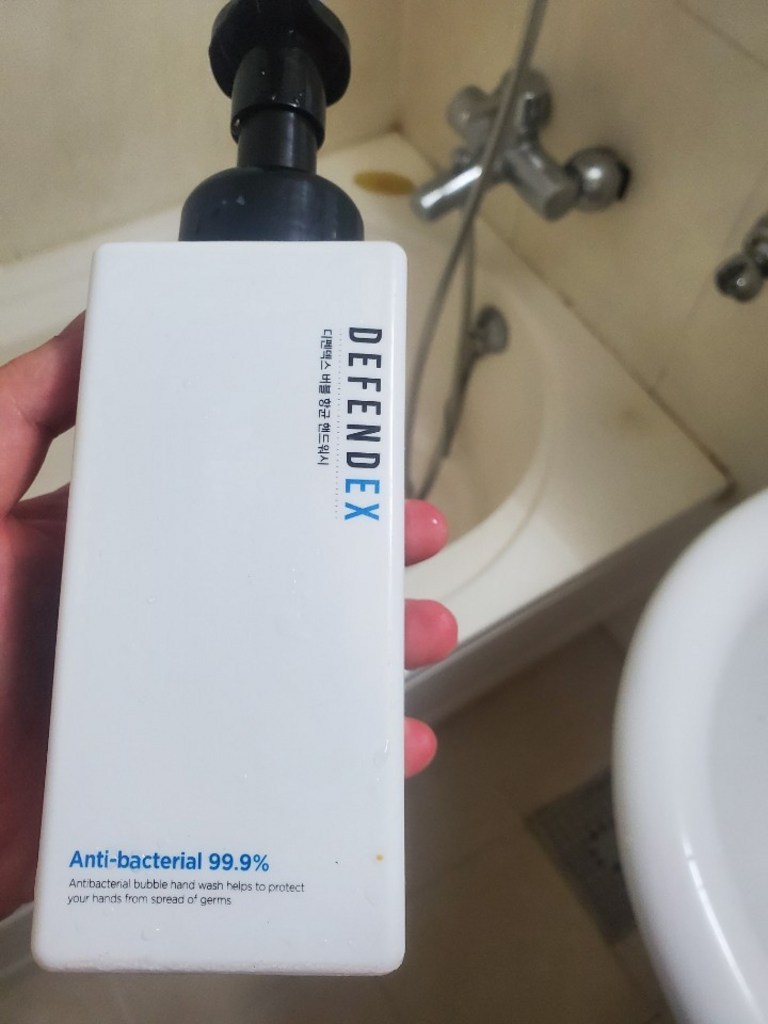 DEFENDEX
디펜덱스 버블 항균 핸드워시
Anti-bacterial 99.9%
Antibacterial bubble hand wash helps to protect
your hands from spread of germs